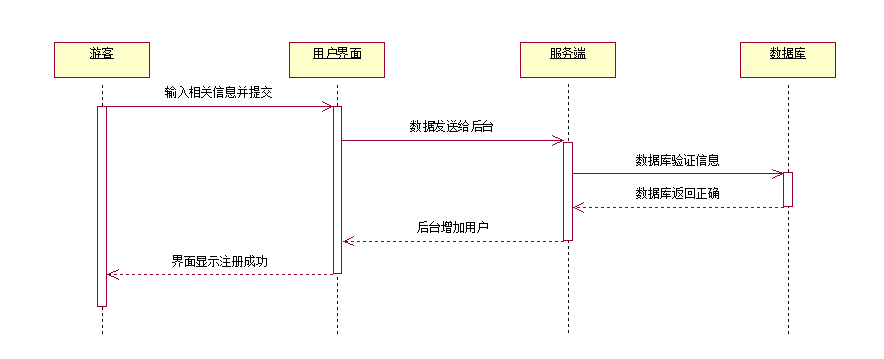 游客
用户界面
服务端
数据库
输入相关信息并提交
数据发送给后台
数据库验证信息
数据库返回正确
后台增加用户
界面显示注册成功